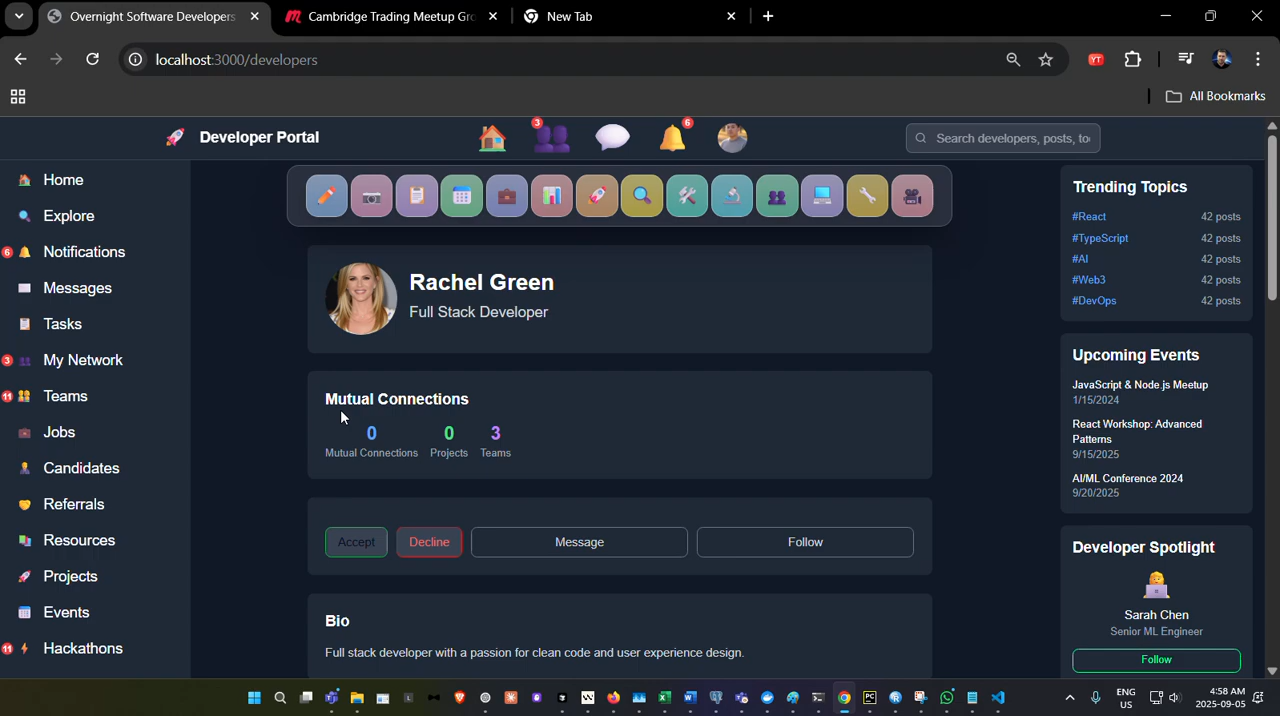 Overnight Software Developers
Cambridge Trading Meetup Gro
New Tab
localhost:3000/developers
YT
All Bookmarks
Developer Portal
3
6
Search developers, posts, to
Home
Explore
6
Notifications
Messages
Tasks
3
My Network
11
Teams
Jobs
Candidates
Referrals
Resources
Projects
Events
11
Hackathons
Rachel Green
Full Stack Developer
Mutual Connections
0 0 3
Mutual Connections Projects Teams
Accept Decline Message Follow
Bio
Full stack developer with a passion for clean code and user experience design.
Trending Topics
#React 42 posts
#TypeScript 42 posts
#AI 42 posts
#Web3 42 posts
#DevOps 42 posts
Upcoming Events
JavaScript & Node.js Meetup
1/15/2024
React Workshop: Advanced
Patterns
9/15/2025
AI/ML Conference 2024
9/20/2025
Developer Spotlight
Sarah Chen
Senior ML Engineer
Follow
ENG
US
4:58 AM
2025-09-05